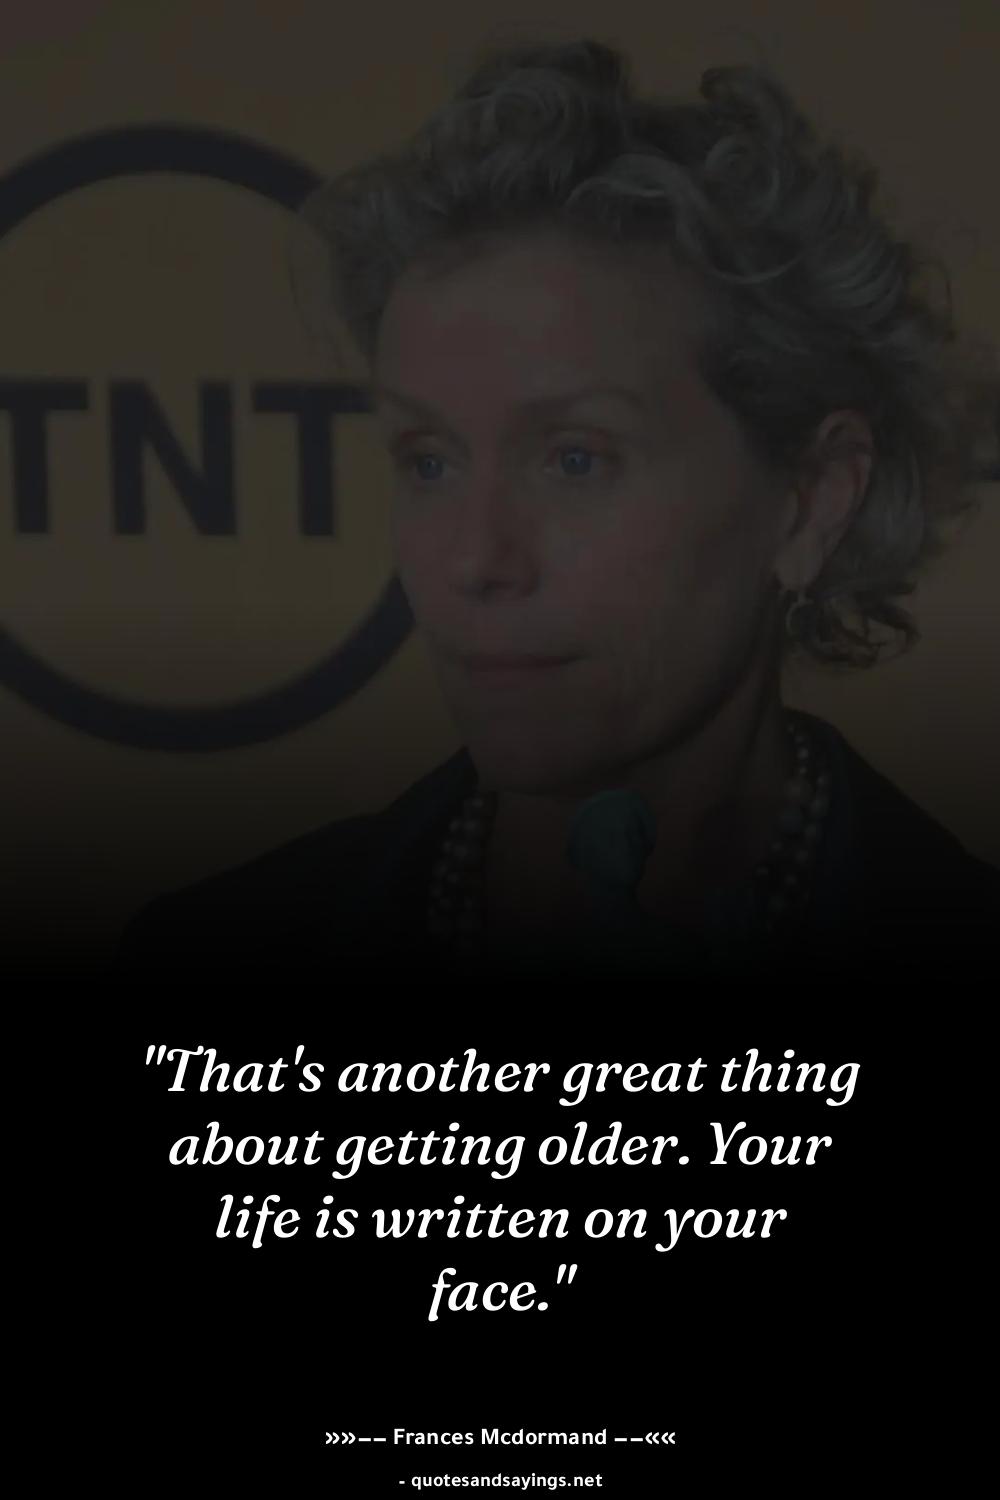 TNT
"That's another great thing
about getting older. Your
life is written on your
face."
»»−− Frances Mcdormand −−««
- quotesandsayings.net